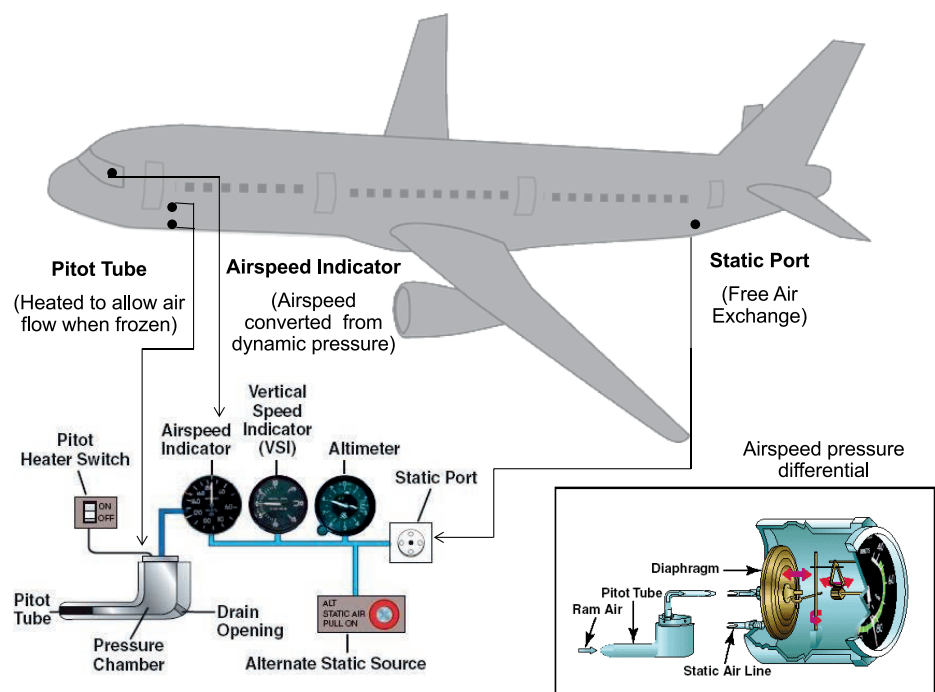 Pitot Tube
(Heated to allow air
flow when frozen)
Airspeed Indicator
(Airspeed
converted from
dynamic pressure)
Static Port
(Free Air
Exchange)
Pitot
Heater Switch
ON
OFF
Airspeed
Indicator
Vertical
Speed
Indicator
(VSI)
Altimeter
Static Port
Pitot
Tube
Pressure
Chamber
Drain
Opening
ALT
STATIC AIR
PULL ON
Alternate Static Source
Airspeed pressure
differential
Diaphragm
Pitot Tube
Ram Air
Static Air Line